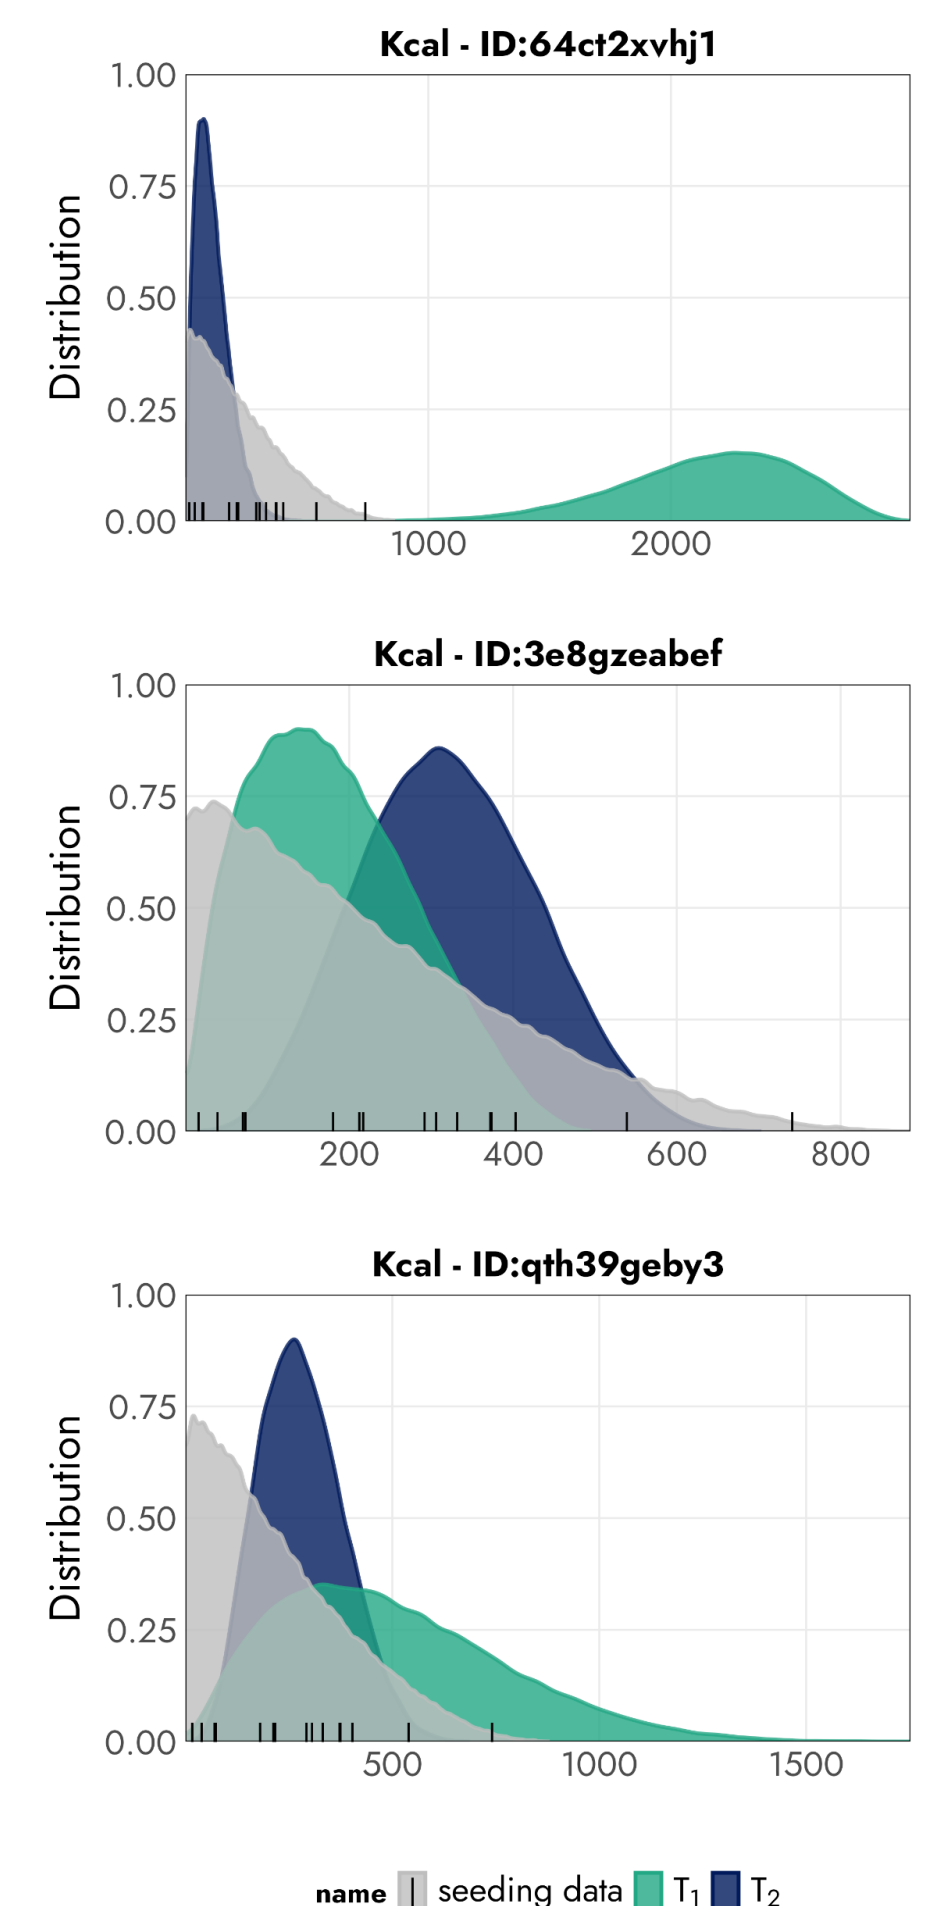 Kcal - ID:64ct2xvhj1
1.00
0.75
0.50
0.25
0.00
Distribution
1000 2000
Kcal - ID:3e8gzeabef
1.00
0.75
0.50
0.25
0.00
Distribution
200 400 600 800
Kcal - ID:qth39geby3
1.00
0.75
0.50
0.25
0.00
Distribution
500 1000 1500
name seeding data T₁ T₂